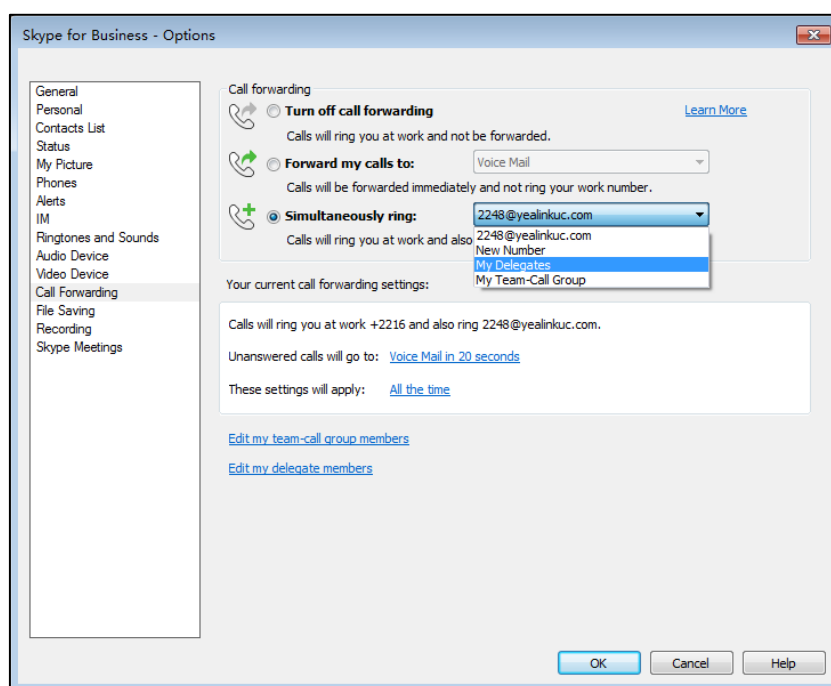 Skype for Business - Options
General
Personal
Contacts List
Status
My Picture
Phones
Alerts
IM
Ringtones and Sounds
Audio Device
Video Device
Call Forwarding
File Saving
Recording
Skype Meetings
Call forwarding
Turn off call forwarding Learn More
Calls will ring you at work and not be forwarded.
Forward my calls to: Voice Mail
Calls will be forwarded immediately and not ring your work number.
Simultaneously ring: 2248@yealinkuc.com
Calls will ring you at work and also
2248@yealinkuc.com
New Number
My Delegates
My Team-Call Group
Your current call forwarding settings:
Calls will ring you at work +2216 and also ring 2248@yealinkuc.com.
Unanswered calls will go to: Voice Mail in 20 seconds
These settings will apply: All the time
Edit my team-call group members
Edit my delegate members
OK Cancel Help